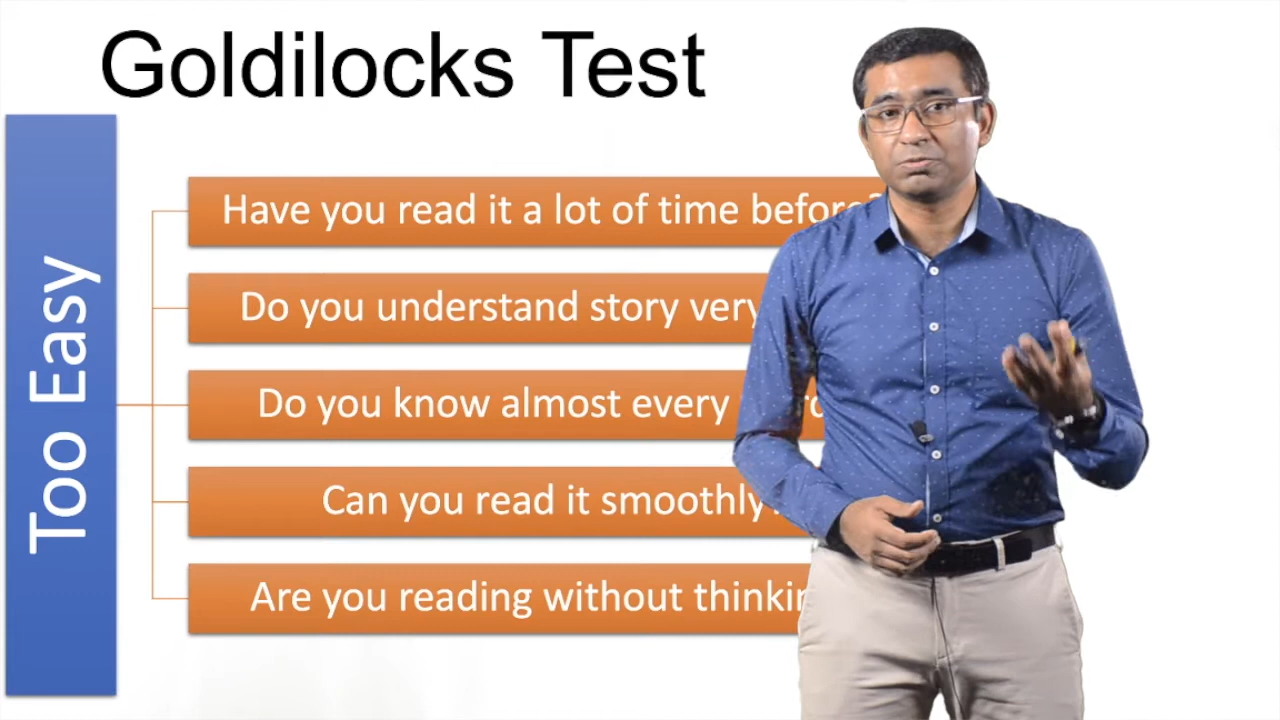 Goldilocks Test
Too Easy
Have you read it a lot of time before?
Do you understand story very
Do you know almost every
Can you read it smoothly?
Are you reading without